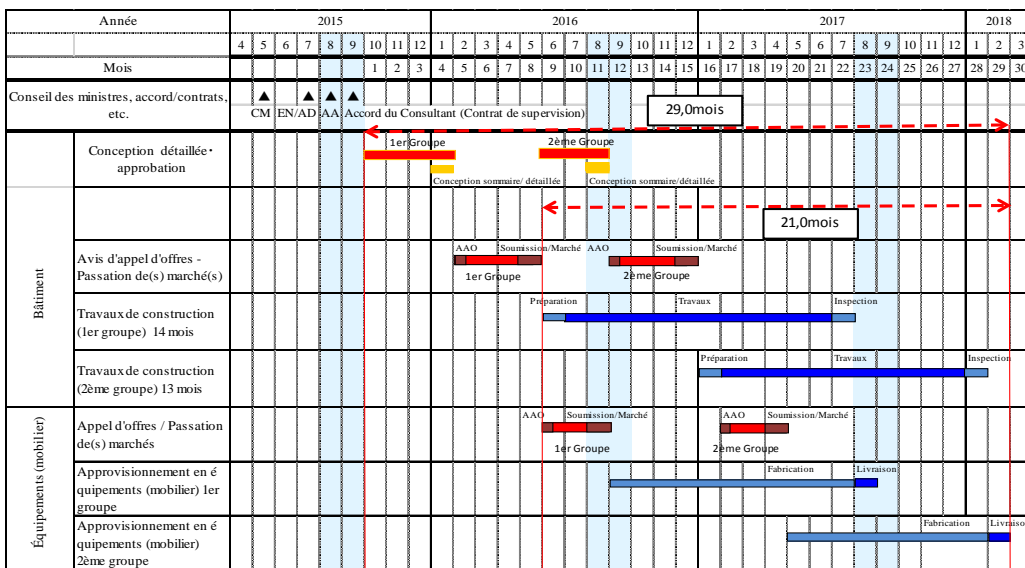 Année 2015 2016 2017 2018
4 5 6 7 8 9 10 11 12 1 2 3 4 5 6 7 8 9 10 11 12 1 2 3 4 5 6 7 8 9 10 11 12 1 2 3
Mois 1 2 3 4 5 6 7 8 9 10 11 12 13 14 15 16 17 18 19 20 21 22 23 24 25 26 27 28 29 30
Conseil des ministres, accord/contrats,
etc.
▲ ▲ ▲ ▲
CM EN/AD AA Accord du Consultant (Contrat de supervision)
29,0mois
Conception détaillée・
approbation
1er Groupe 2ème Groupe
Conception sommaire/ détaillée Conception sommaire/détaillée
21,0mois
Bâtiment
Avis d'appel d'offres -
Passation de(s) marché(s)
AAO Soumission/Marché AAO Soumission/Marché
1er Groupe 2ème Groupe
Travaux de construction
(1er groupe) 14 mois
Préparation Travaux Inspection
Travaux de construction
(2ème groupe) 13 mois
Préparation Travaux Inspection
Équipements (mobilier)
Appel d'offres / Passation
de(s) marchés
AAO Soumission/Marché AAO Soumission/Marché
1er Groupe 2ème Groupe
Approvisionnement en é
quipements (mobilier) 1er
groupe
Fabrication Livraison
Approvisionnement en é
quipements (mobilier)
2ème groupe
Fabrication Livraison